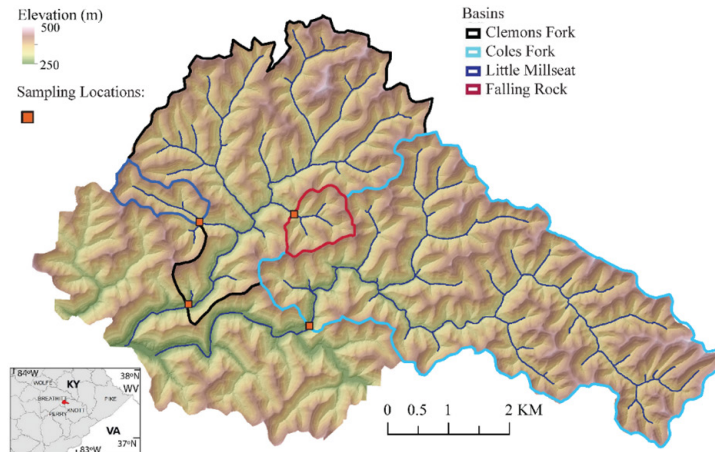 Elevation (m)
500
250
Sampling Locations:
Basins
Clemons Fork
Coles Fork
Little Millseat
Falling Rock
0 0.5 1 2 KM
84°W
38°N
WOLFE
KY
WV
BREATHITT
PIKE
KNOTT
PERRY
VA
37°N
83°W